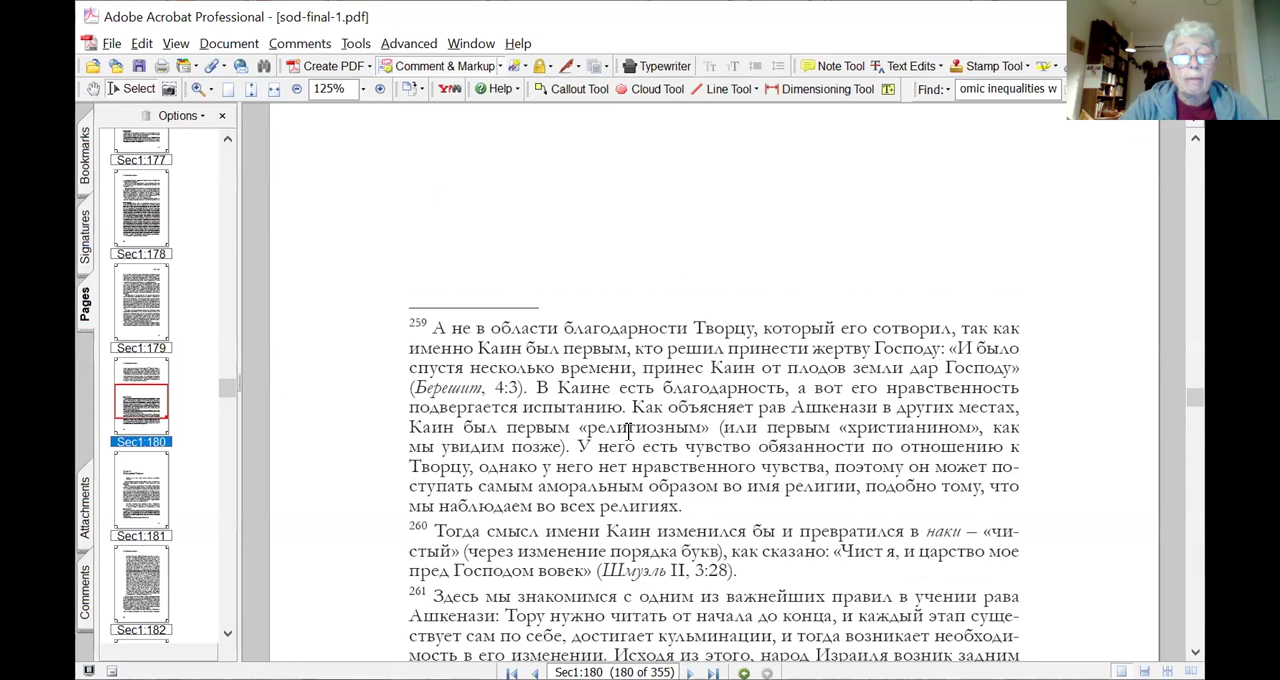 Adobe Acrobat Professional - [sod-final-1.pdf]
File Edit View Document Comments Tools Advanced Window Help
Create PDF Comment & Markup Typewriter Note Tool Text Edits Stamp Tool
Select 125% Y!N Help Callout Tool Cloud Tool Line Tool Dimensioning Tool Find: omic inequalities w
Options
Bookmarks
Signatures
Pages
Attachments
Comments
Sec1:177
Sec1:178
Sec1:179
Sec1:180
Sec1:181
Sec1:182
259 А не в области благодарности Творцу, который его сотворил, так как
именно Каин был первым, кто решил принести жертву Господу: «И было
спустя несколько времени, принес Каин от плодов земли дар Господу»
(Берешит, 4:3). В Каине есть благодарность, а вот его нравственность
подвергается испытанию. Как объясняет рав Ашкенази в других местах,
Каин был первым «религиозным» (или первым «христианином», как
мы увидим позже). У него есть чувство обязанности по отношению к
Творцу, однако у него нет нравственного чувства, поэтому он может по-
ступать самым аморальным образом во имя религии, подобно тому, что
мы наблюдаем во всех религиях.
260 Тогда смысл имени Каин изменился бы и превратился в наки – «чи-
стый» (через изменение порядка букв), как сказано: «Чист я, и царство мое
пред Господом вовек» (Шмуэль II, 3:28).
261 Здесь мы знакомимся с одним из важнейших правил в учении рава
Ашкенази: Тору нужно читать от начала до конца, и каждый этап суще-
ствует сам по себе, достигает кульминации, и тогда возникает необходи-
мость в его изменении. Исходя из этого, народ Израиля возник задним
Sec1:180 (180 of 355)